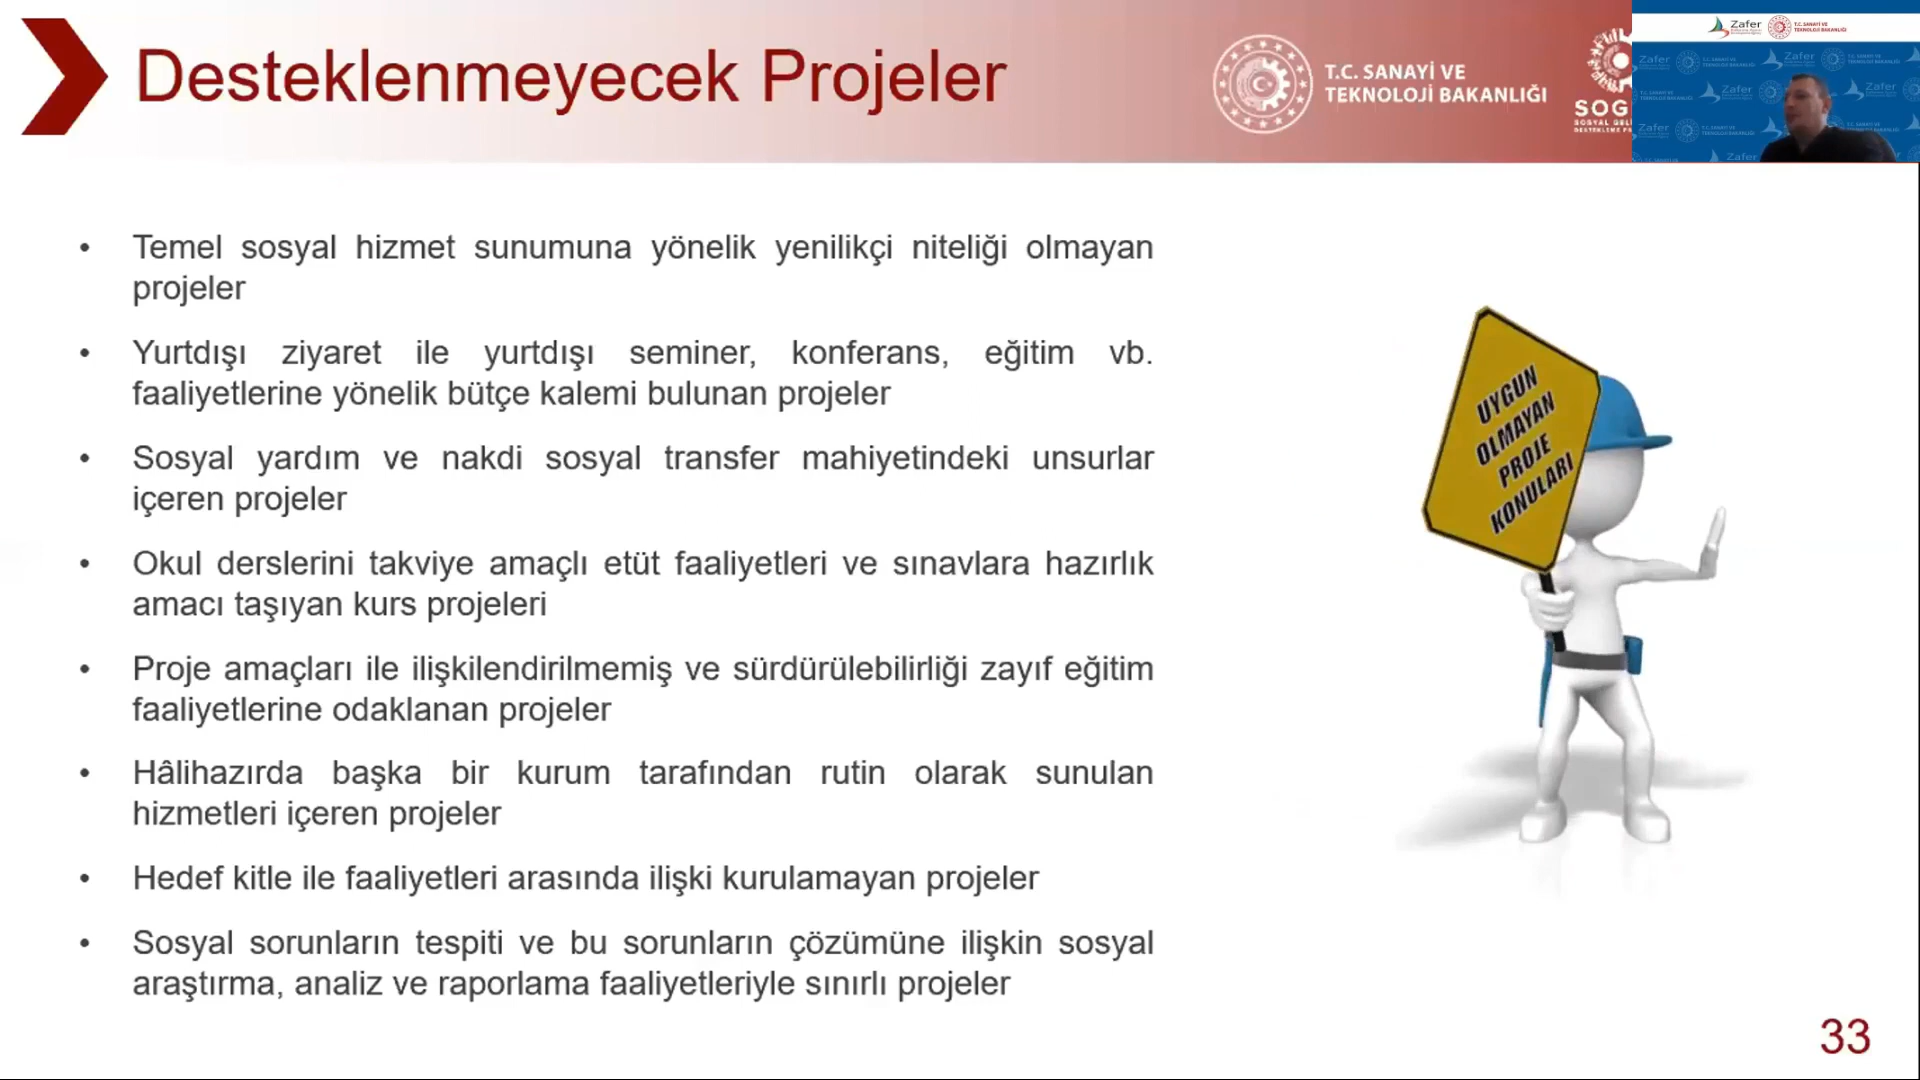 Desteklenmeyecek Projeler
T.C. SANAYİ VE
TEKNOLOJİ BAKANLIĞI
Zafer
T.C. SANAYİ VE
TEKNOLOJİ BAKANLIĞI
• Temel sosyal hizmet sunumuna yönelik yenilikçi niteliği olmayan
projeler
• Yurtdışı ziyaret ile yurtdışı seminer, konferans, eğitim vb.
faaliyetlerine yönelik bütçe kalemi bulunan projeler
• Sosyal yardım ve nakdi sosyal transfer mahiyetindeki unsurlar
içeren projeler
• Okul derslerini takviye amaçlı etüt faaliyetleri ve sınavlara hazırlık
amacı taşıyan kurs projeleri
• Proje amaçları ile ilişkilendirilmemiş ve sürdürülebilirliği zayıf eğitim
faaliyetlerine odaklanan projeler
• Hâlihazırda başka bir kurum tarafından rutin olarak sunulan
hizmetleri içeren projeler
• Hedef kitle ile faaliyetleri arasında ilişki kurulamayan projeler
• Sosyal sorunların tespiti ve bu sorunların çözümüne ilişkin sosyal
araştırma, analiz ve raporlama faaliyetleriyle sınırlı projeler
UYGUN
OLMAYAN
PROJE
KONULARI
33